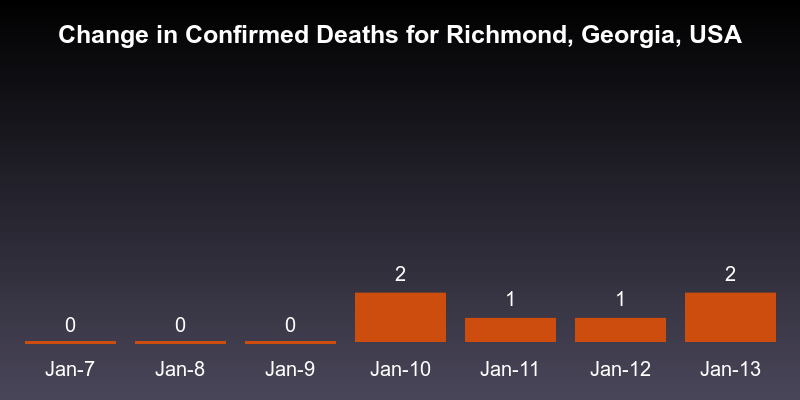 Change in Confirmed Deaths for Richmond, Georgia, USA
0 0 0 2 1 1 2
Jan-7 Jan-8 Jan-9 Jan-10 Jan-11 Jan-12 Jan-13